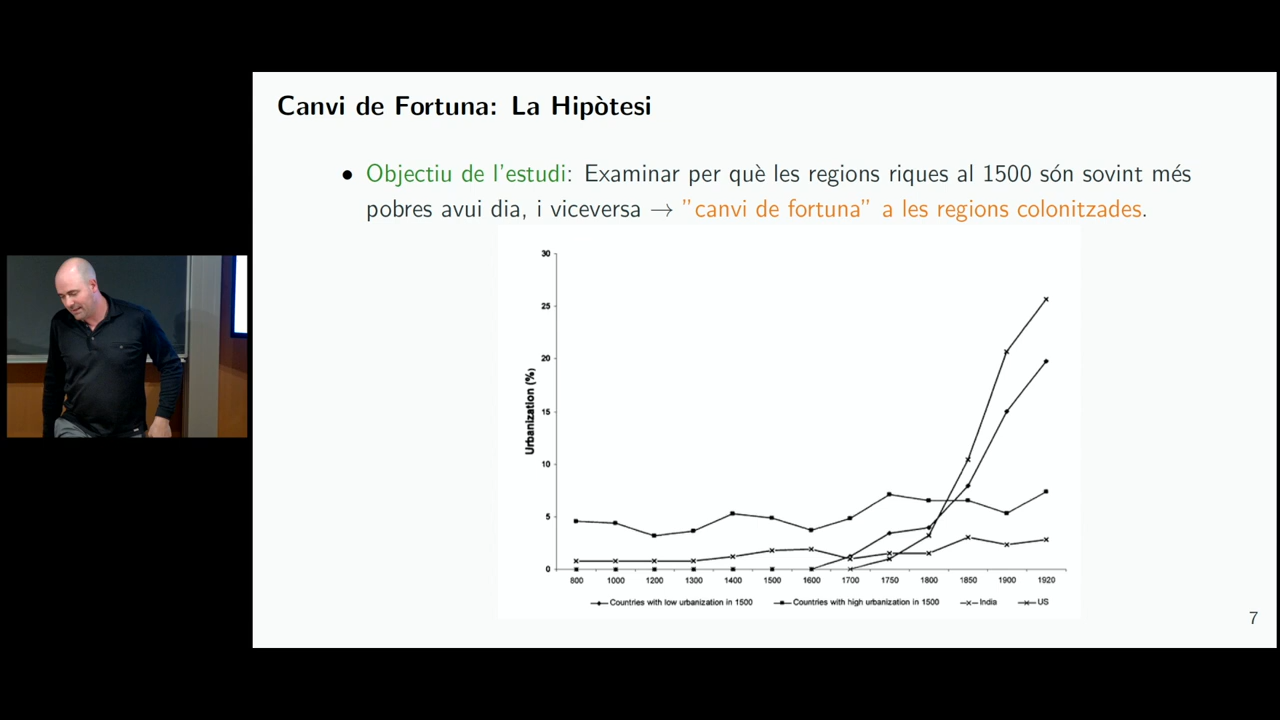 Canvi de Fortuna: La Hipòtesi
• Objectiu de l'estudi: Examinar per què les regions riques al 1500 són sovint més
pobres avui dia, i viceversa → "canvi de fortuna" a les regions colonitzades.
30
25
20
15
10
5
0
Urbanization (%)
800 1000 1200 1300 1400 1500 1600 1700 1750 1800 1850 1900 1920
Countries with low urbanization in 1500 Countries with high urbanization in 1500 India US
7